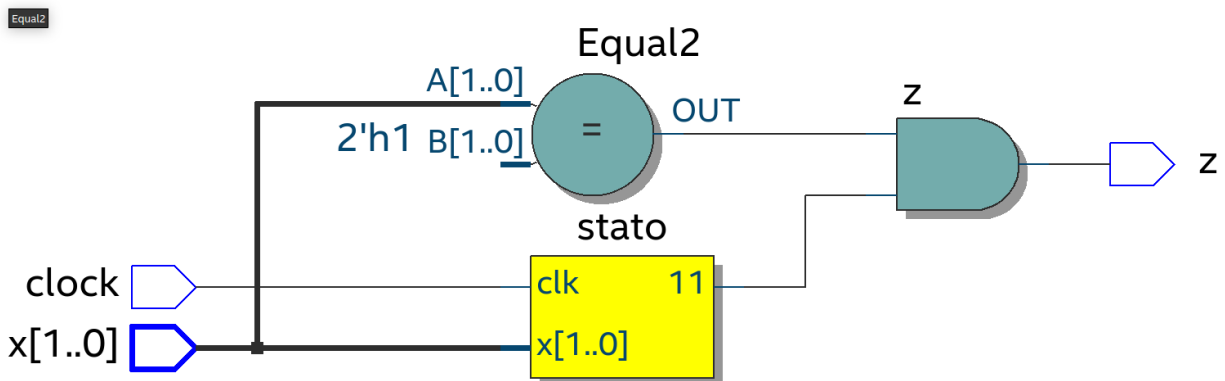 Equal2
Equal2
A[1..0]
z
OUT
2'h1 B[1..0]
=
z
stato
clock
clk
11
x[1..0]
x[1..0]